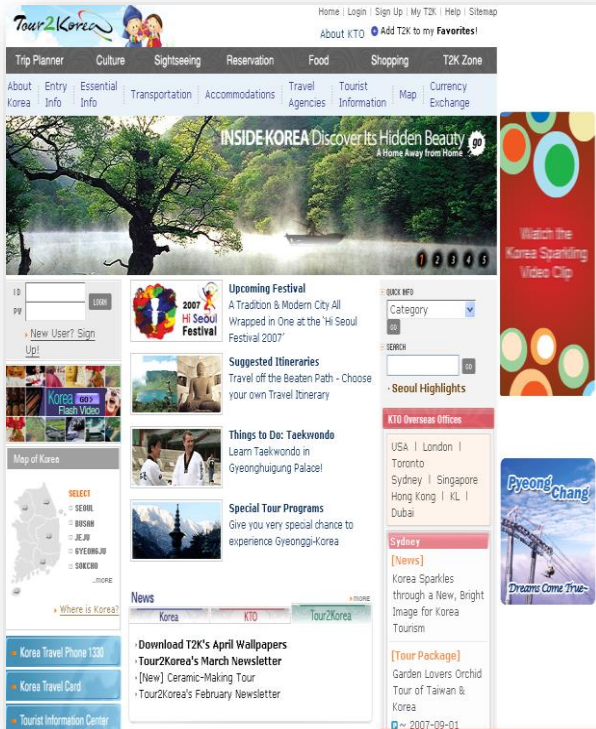 Tour2Korea
Home | Login | Sign Up | My T2K | Help | Sitemap
About KTO Add T2K to my Favorites!
Trip Planner Culture Sightseeing Reservation Food Shopping T2K Zone
About Korea
Entry Info
Essential Info
Transportation
Accommodations
Travel Agencies
Tourist Information
Map
Currency Exchange
INSIDE KOREA Discover Its Hidden Beauty go
A Home Away from Home
1 2 3 4 5
Watch the
Korea Sparkling
Video Clip
ID
PW
LOGIN
New User? Sign
Up!
Korea GO>
Flash Video
Map of Korea
SELECT
SEOUL
BUSAN
JEJU
GYEONGJU
SOKCHO
...MORE
Where is Korea?
Korea Travel Phone 1330
Korea Travel Card
Tourist Information Center
2007
Hi Seoul
Festival
Upcoming Festival
A Tradition & Modern City All
Wrapped in One at the 'Hi Seoul
Festival 2007'
Suggested Itineraries
Travel off the Beaten Path - Choose
your own Travel Itinerary
Things to Do: Taekwondo
Learn Taekwondo in
Gyeonghuigung Palace!
Special Tour Programs
Give you very special chance to
experience Gyeonggi-Korea
News
MORE
Korea KTO Tour2Korea
Download T2K's April Wallpapers
Tour2Korea's March Newsletter
[New] Ceramic-Making Tour
Tour2Korea's February Newsletter
QUICK INFO
Category
GO
SEARCH
GO
Seoul Highlights
KTO Overseas Offices
USA | London |
Toronto
Sydney | Singapore
Hong Kong | KL |
Dubai
Sydney
[News]
Korea Sparkles
through a New, Bright
Image for Korea
Tourism
[Tour Package]
Garden Lovers Orchid
Tour of Taiwan &
Korea
~ 2007-09-01
Pyeong
Chang
Dreams Come True~